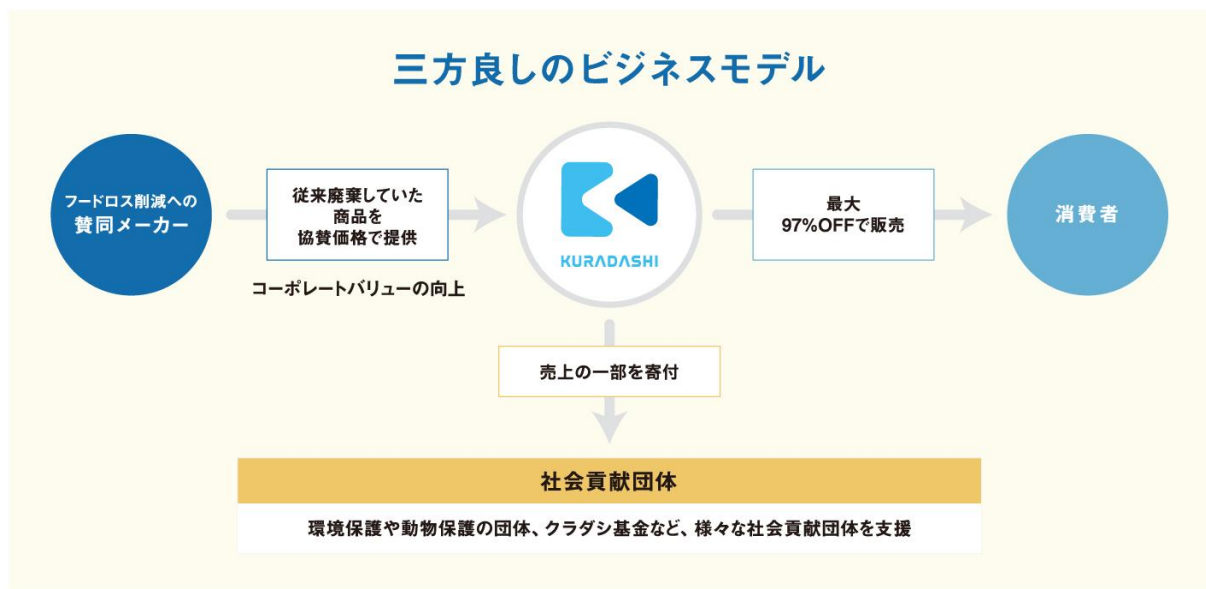 三方良しのビジネスモデル
フードロス削減への
賛同メーカー
従来廃棄していた
商品を
協賛価格で提供
コーポレートバリューの向上
KURADASHI
最大
97%OFFで販売
消費者
売上の一部を寄付
社会貢献団体
環境保護や動物保護の団体、クラダシ基金など、様々な社会貢献団体を支援